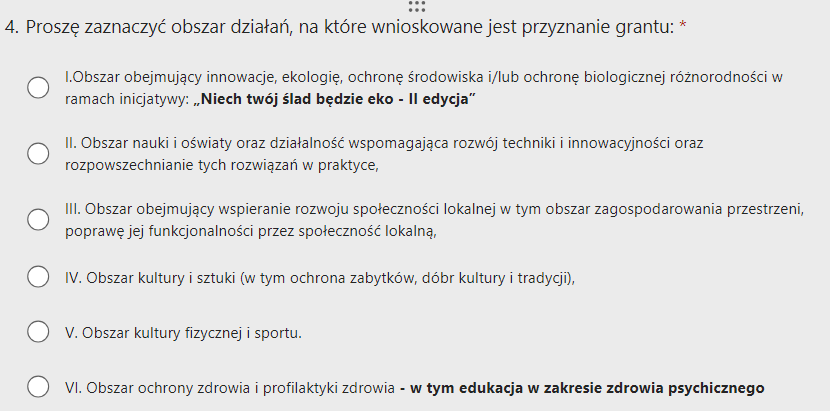 4. Proszę zaznaczyć obszar działań, na które wnioskowane jest przyznanie grantu: *
I.Obszar obejmujący innowacje, ekologię, ochronę środowiska i/lub ochronę biologicznej różnorodności w
ramach inicjatywy: „Niech twój ślad będzie eko - II edycja”
II. Obszar nauki i oświaty oraz działalność wspomagająca rozwój techniki i innowacyjności oraz
rozpowszechnianie tych rozwiązań w praktyce,
III. Obszar obejmujący wspieranie rozwoju społeczności lokalnej w tym obszar zagospodarowania przestrzeni,
poprawę jej funkcjonalności przez społeczność lokalną,
IV. Obszar kultury i sztuki (w tym ochrona zabytków, dóbr kultury i tradycji),
V. Obszar kultury fizycznej i sportu.
VI. Obszar ochrony zdrowia i profilaktyki zdrowia - w tym edukacja w zakresie zdrowia psychicznego